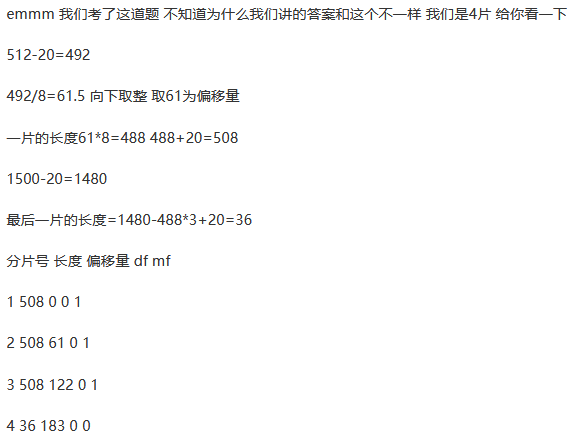 emmm 我们考了这道题 不知道为什么我们讲的答案和这个不一样 我们是4片 给你看一下
512-20=492
492/8=61.5 向下取整 取61为偏移量
一片的长度61*8=488 488+20=508
1500-20=1480
最后一片的长度=1480-488*3+20=36
分片号 长度 偏移量 df mf
1 508 0 0 1
2 508 61 0 1
3 508 122 0 1
4 36 183 0 0